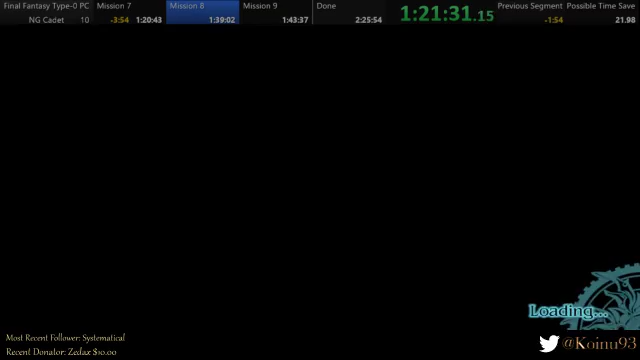 Final Fantasy Type-0 PC Mission 7 Mission 8 Mission 9 Done 1:21:31.15 Previous Segment Possible Time Save
NG Cadet 10 -3:54 1:20:43 1:39:02 1:43:37 2:25:54 -1:54 21.98
Loading...
Most Recent Follower: Systematical
Recent Donator: Zedax $10.00
@Koinu93